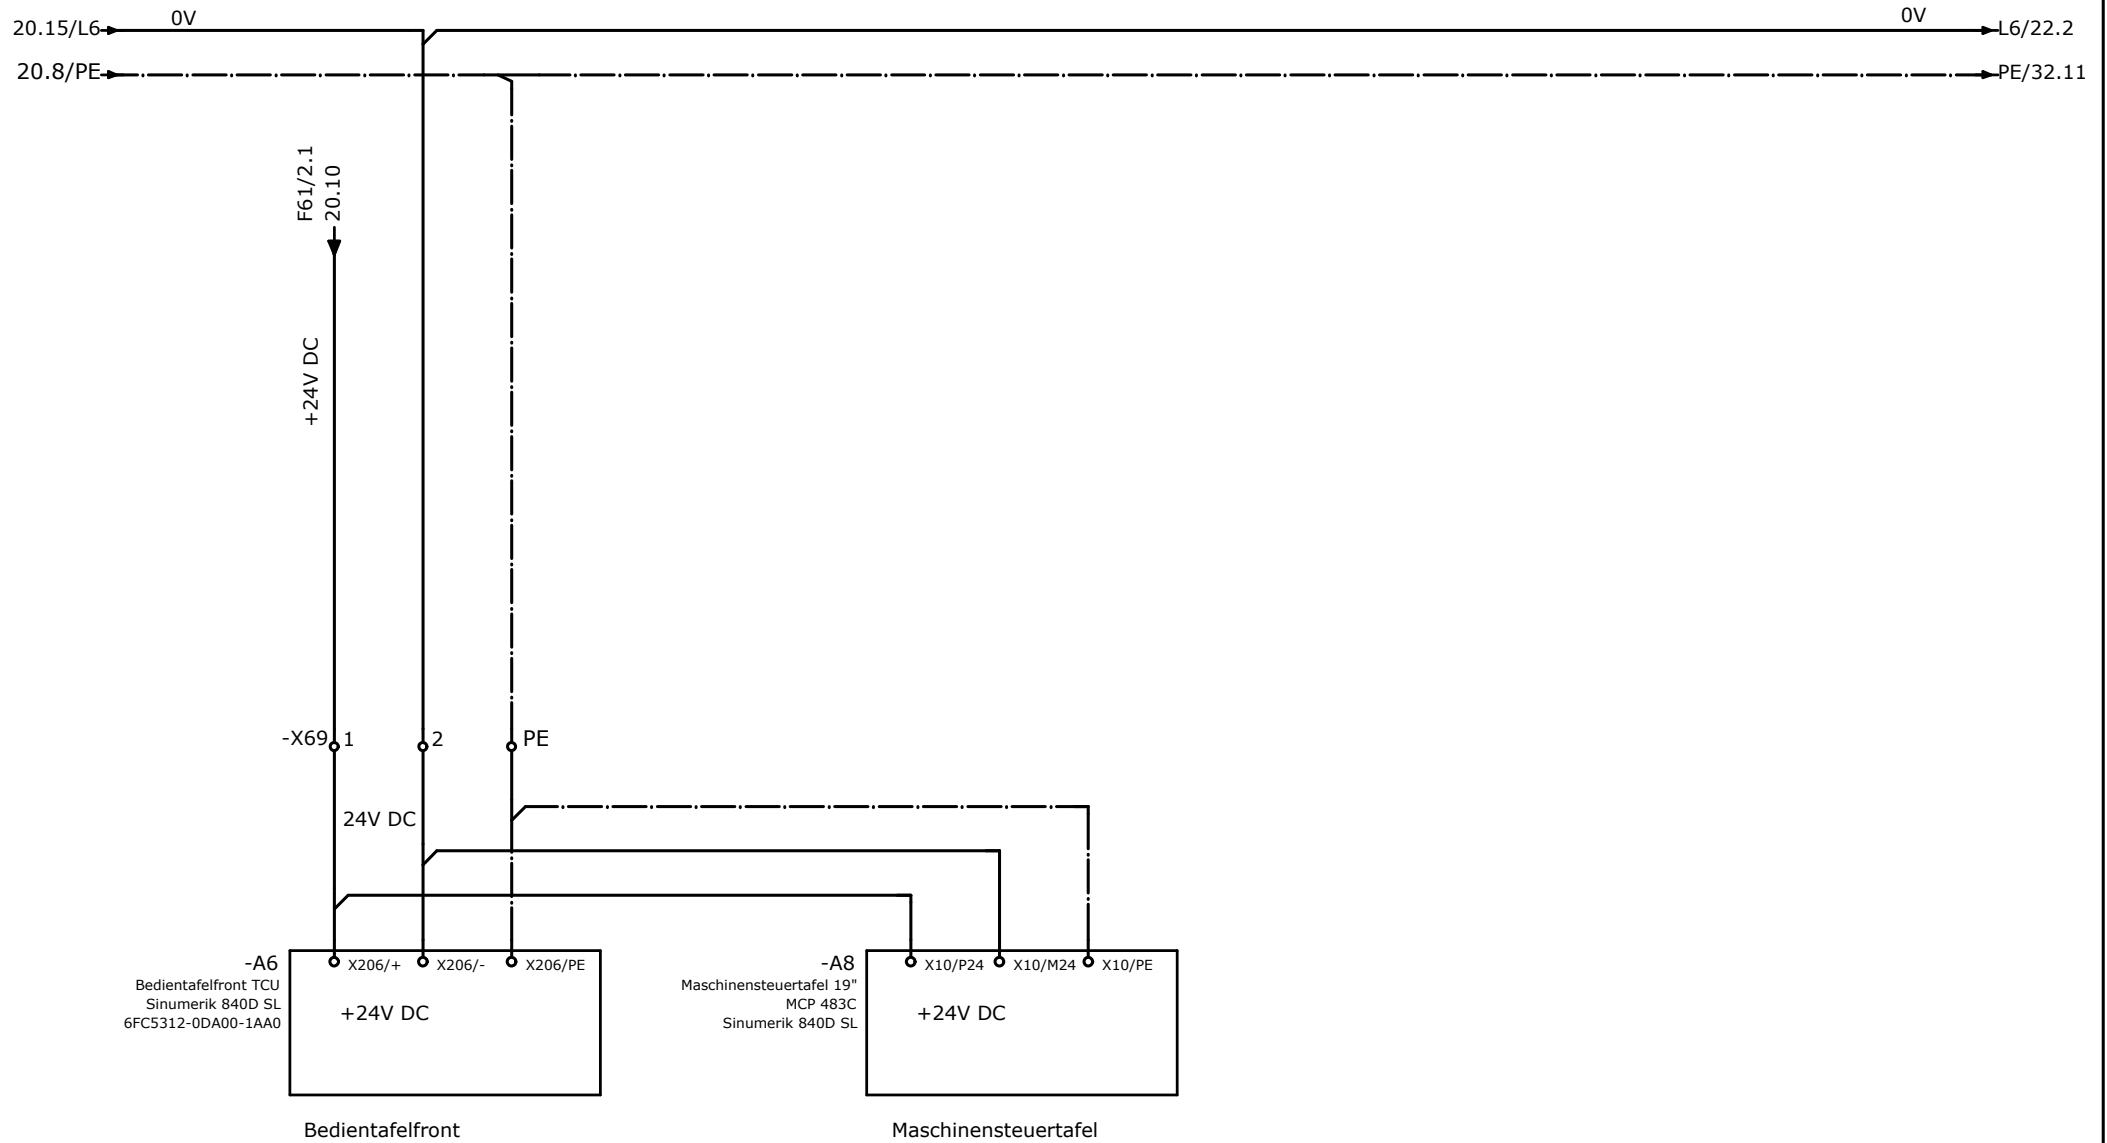 0V
0V
20.15/L6
L6/22.2
20.8/PE
PE/32.11
F61/2.1
20.10
+24V DC
-X69
1
2
PE
24V DC
-A6
X206/+
X206/-
X206/PE
Bedientafelfront TCU
Sinumerik 840D SL
6FC5312-0DA00-1AA0
+24V DC
-A8
X10/P24
X10/M24
X10/PE
Maschinensteuertafel 19"
MCP 483C
Sinumerik 840D SL
+24V DC
Bedientafelfront
Maschinensteuertafel